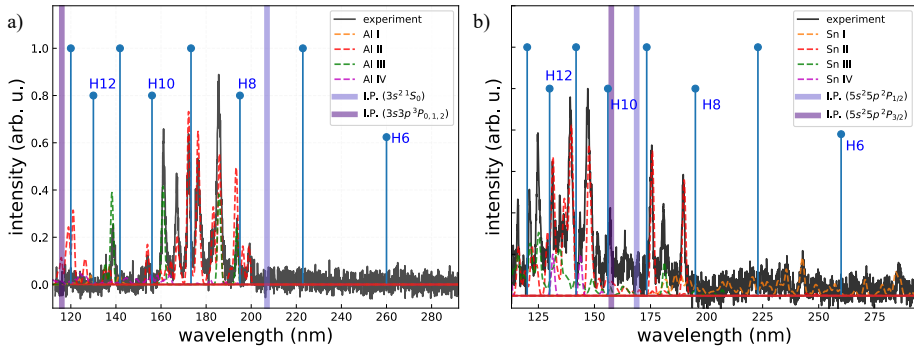 a)
intensity (arb. u.)
1.0
0.8
0.6
0.4
0.2
0.0
H12
H10
H8
H6
experiment
Al I
Al II
Al III
Al IV
I.P. (3s² ¹S₀)
I.P. (3s3p ³P₀,₁,₂)
120 140 160 180 200 220 240 260 280
wavelength (nm)
b)
intensity (arb. u.)
H12
H10
H8
H6
experiment
Sn I
Sn II
Sn III
Sn IV
I.P. (5s²5p ²P₁/₂)
I.P. (5s²5p ²P₃/₂)
125 150 175 200 225 250 275
wavelength (nm)